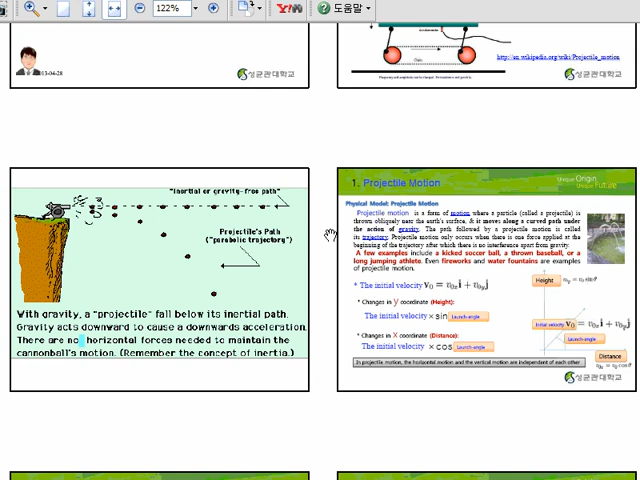 122%
Y!
도움말
13-04-28
성균관대학교
http://en.wikipedia.org/wiki/Projectile_motion
성균관대학교
"Inertial or gravity-free path"
Projectile's Path
("parabolic trajectory")
With gravity, a "projectile" fall below its inertial path.
Gravity acts downward to cause a downwards acceleration.
There are no horizontal forces needed to maintain the
cannonball's motion. (Remember the concept of inertia.)
1. Projectile Motion
Unique Origin
Unique Future
Physical Model: Projectile Motion
Projectile motion is a form of motion where a particle (called a projectile) is
thrown obliquely near the earth's surface, & it moves along a curved path under
the action of gravity. The path followed by a projectile motion is called
its trajectory. Projectile motion only occurs when there is one force applied at the
beginning of the trajectory after which there is no interference apart from gravity.
A few examples include a kicked soccer ball, a thrown baseball, or a
long jumping athlete. Even fireworks and water fountains are examples
of projectile motion.
* The initial velocity v₀ = v₀ₓi + v₀ᵧj
* Changes in y coordinate (Height):
The initial velocity × sin Launch-angle
* Changes in x coordinate (Distance):
The initial velocity × cos Launch-angle
Height
Initial velocity v₀ = v₀ₓi + v₀ᵧj
Launch-angle
Distance
In projectile motion, the horizontal motion and the vertical motion are independent of each other
성균관대학교